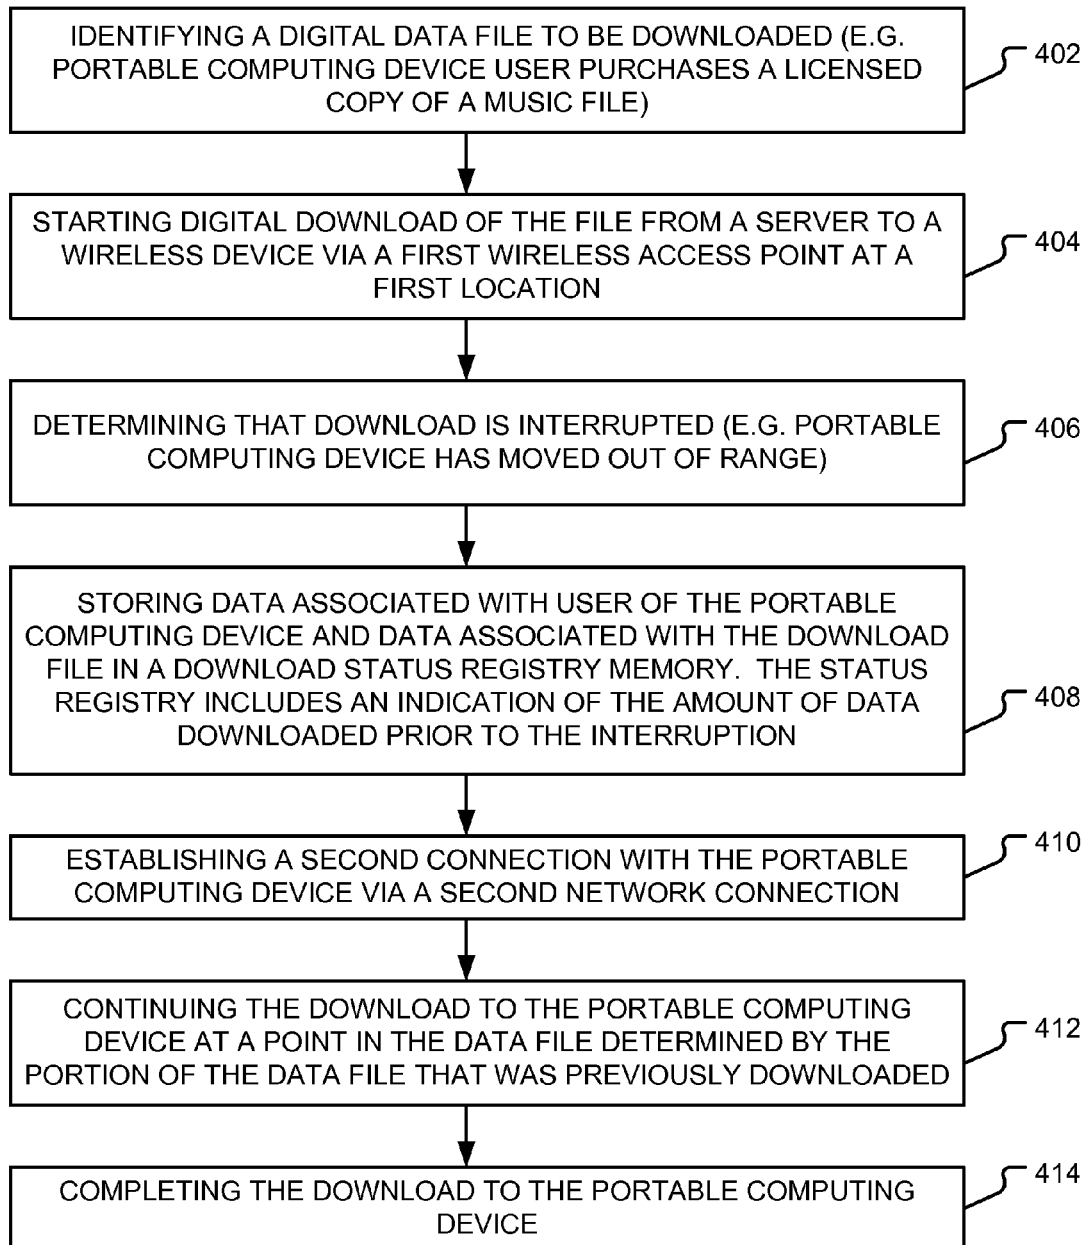 IDENTIFYING A DIGITAL DATA FILE TO BE DOWNLOADED (E.G.
PORTABLE COMPUTING DEVICE USER PURCHASES A LICENSED
COPY OF A MUSIC FILE)
402
STARTING DIGITAL DOWNLOAD OF THE FILE FROM A SERVER TO A
WIRELESS DEVICE VIA A FIRST WIRELESS ACCESS POINT AT A
FIRST LOCATION
404
DETERMINING THAT DOWNLOAD IS INTERRUPTED (E.G. PORTABLE
COMPUTING DEVICE HAS MOVED OUT OF RANGE)
406
STORING DATA ASSOCIATED WITH USER OF THE PORTABLE
COMPUTING DEVICE AND DATA ASSOCIATED WITH THE DOWNLOAD
FILE IN A DOWNLOAD STATUS REGISTRY MEMORY.  THE STATUS
REGISTRY INCLUDES AN INDICATION OF THE AMOUNT OF DATA
DOWNLOADED PRIOR TO THE INTERRUPTION
408
ESTABLISHING A SECOND CONNECTION WITH THE PORTABLE
COMPUTING DEVICE VIA A SECOND NETWORK CONNECTION
410
CONTINUING THE DOWNLOAD TO THE PORTABLE COMPUTING
DEVICE AT A POINT IN THE DATA FILE DETERMINED BY THE
PORTION OF THE DATA FILE THAT WAS PREVIOUSLY DOWNLOADED
412
COMPLETING THE DOWNLOAD TO THE PORTABLE COMPUTING
DEVICE
414